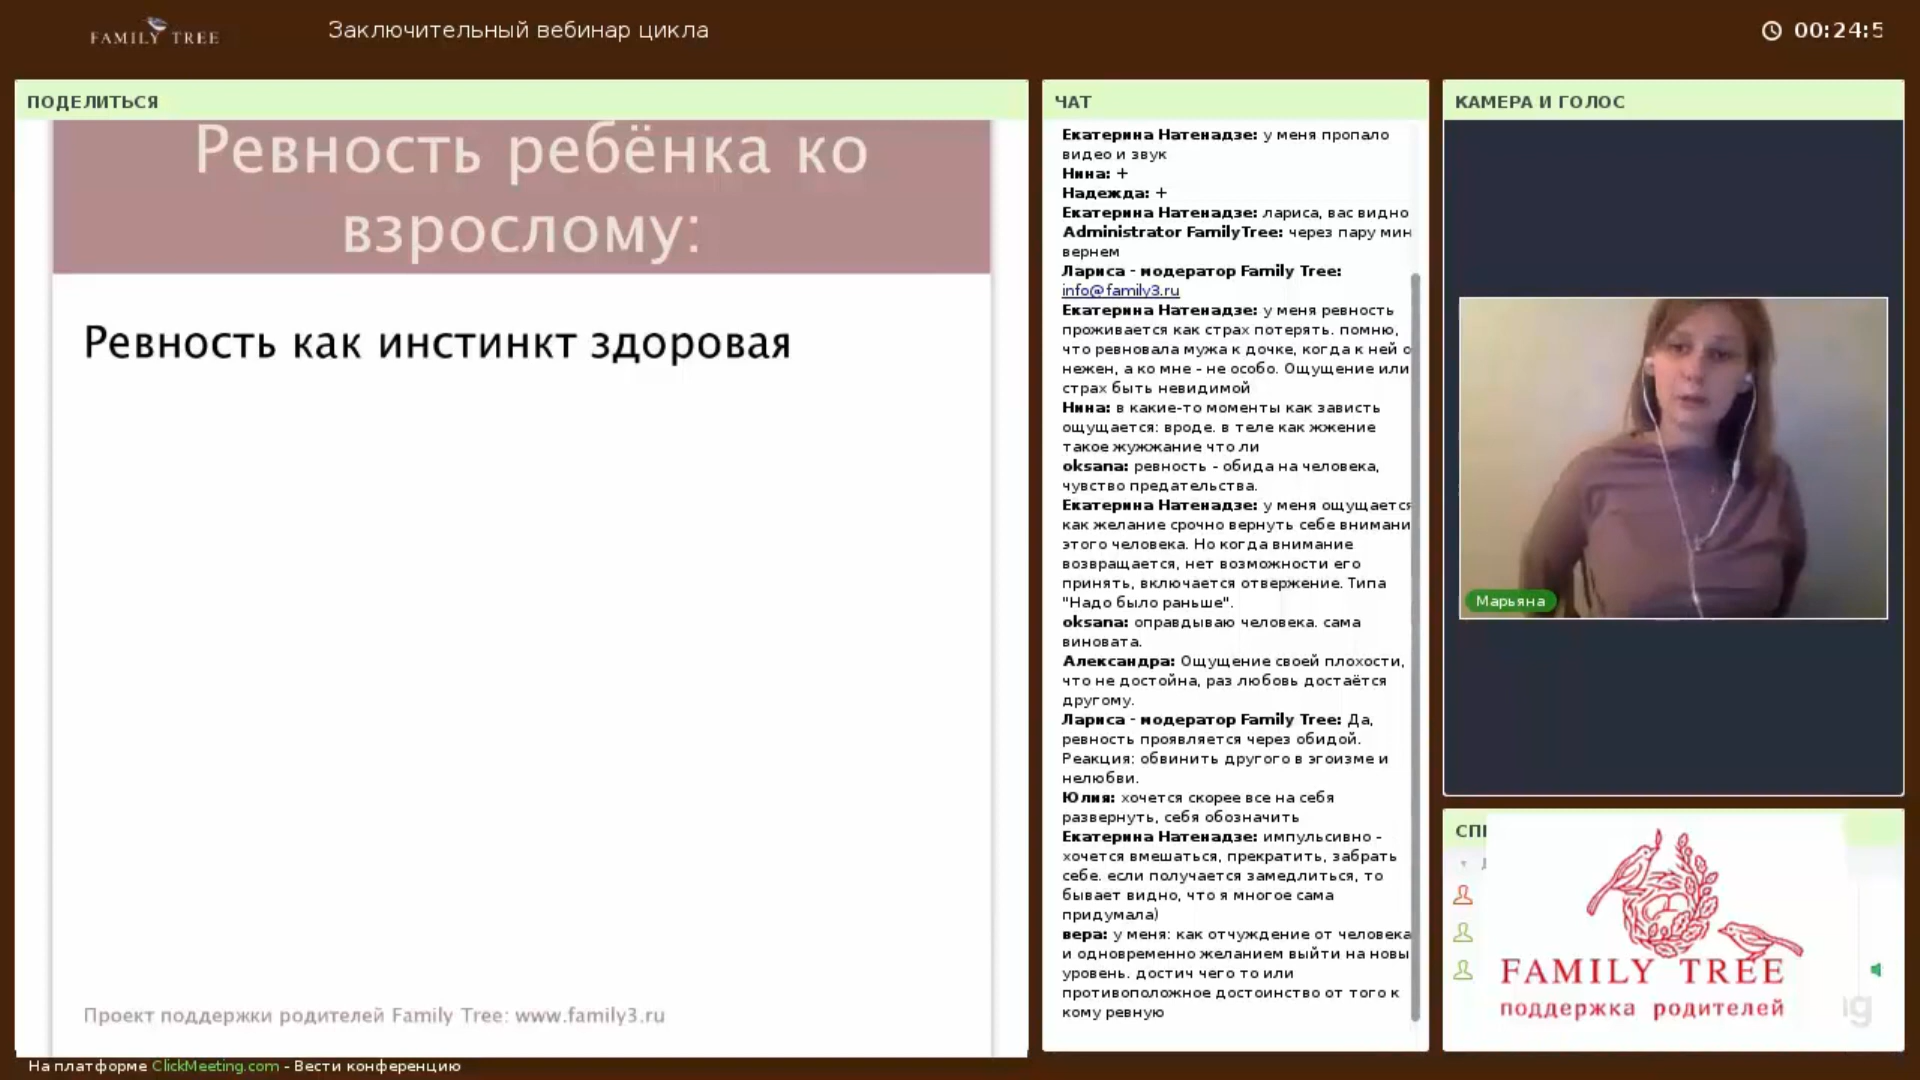 FAMILY TREE
Заключительный вебинар цикла
00:24:5
ПОДЕЛИТЬСЯ
Ревность ребёнка ко
взрослому:
Ревность как инстинкт здоровая
Проект поддержки родителей Family Tree: www.family3.ru
ЧАТ
Екатерина Натенадзе: у меня пропало
видео и звук
Нина: +
Надежда: +
Екатерина Натенадзе: лариса, вас видно
Administrator FamilyTree: через пару мин
вернем
Лариса - модератор Family Tree:
info@family3.ru
Екатерина Натенадзе: у меня ревность
проживается как страх потерять. помню,
что ревновала мужа к дочке, когда к ней о
нежен, а ко мне - не особо. Ощущение или
страх быть невидимой
Нина: в какие-то моменты как зависть
ощущается: вроде. в теле как жжение
такое жужжание что ли
oksana: ревность - обида на человека,
чувство предательства.
Екатерина Натенадзе: у меня ощущается
как желание срочно вернуть себе внимани
этого человека. Но когда внимание
возвращается, нет возможности его
принять, включается отвержение. Типа
"Надо было раньше".
oksana: оправдываю человека. сама
виновата.
Александра: Ощущение своей плохости,
что не достойна, раз любовь достаётся
другому.
Лариса - модератор Family Tree: Да,
ревность проявляется через обидой.
Реакция: обвинить другого в эгоизме и
нелюбви.
Юлия: хочется скорее все на себя
развернуть, себя обозначить
Екатерина Натенадзе: импульсивно -
хочется вмешаться, прекратить, забрать
себе. если получается замедлиться, то
бывает видно, что я многое сама
придумала)
вера: у меня: как отчуждение от человека
и одновременно желанием выйти на новы
уровень. достич чего то или
противоположное достоинство от того к
кому ревную
КАМЕРА И ГОЛОС
Марьяна
СПИ
FAMILY TREE
поддержка родителей
На платформе ClickMeeting.com - Вести конференцию